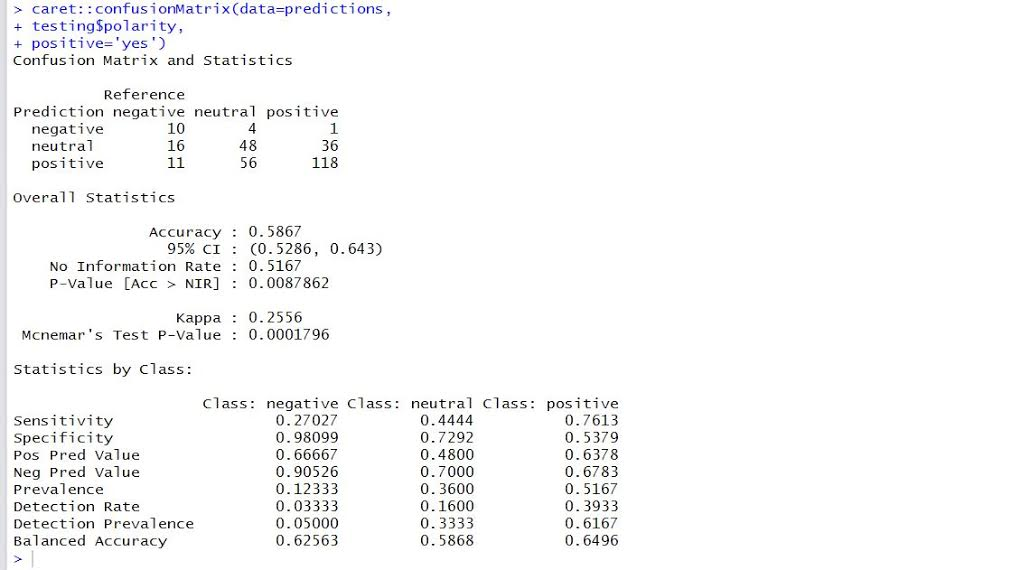 > caret::confusionMatrix(data=predictions,
+ testing$polarity,
+ positive='yes')
Confusion Matrix and Statistics
Reference
Prediction negative neutral positive
negative 10 4 1
neutral 16 48 36
positive 11 56 118
Overall Statistics
Accuracy : 0.5867
95% CI : (0.5286, 0.643)
No Information Rate : 0.5167
P-Value [Acc > NIR] : 0.0087862
Kappa : 0.2556
Mcnemar's Test P-Value : 0.0001796
Statistics by Class:
Class: negative Class: neutral Class: positive
Sensitivity 0.27027 0.4444 0.7613
Specificity 0.98099 0.7292 0.5379
Pos Pred Value 0.66667 0.4800 0.6378
Neg Pred Value 0.90526 0.7000 0.6783
Prevalence 0.12333 0.3600 0.5167
Detection Rate 0.03333 0.1600 0.3933
Detection Prevalence 0.05000 0.3333 0.6167
Balanced Accuracy 0.62563 0.5868 0.6496
>